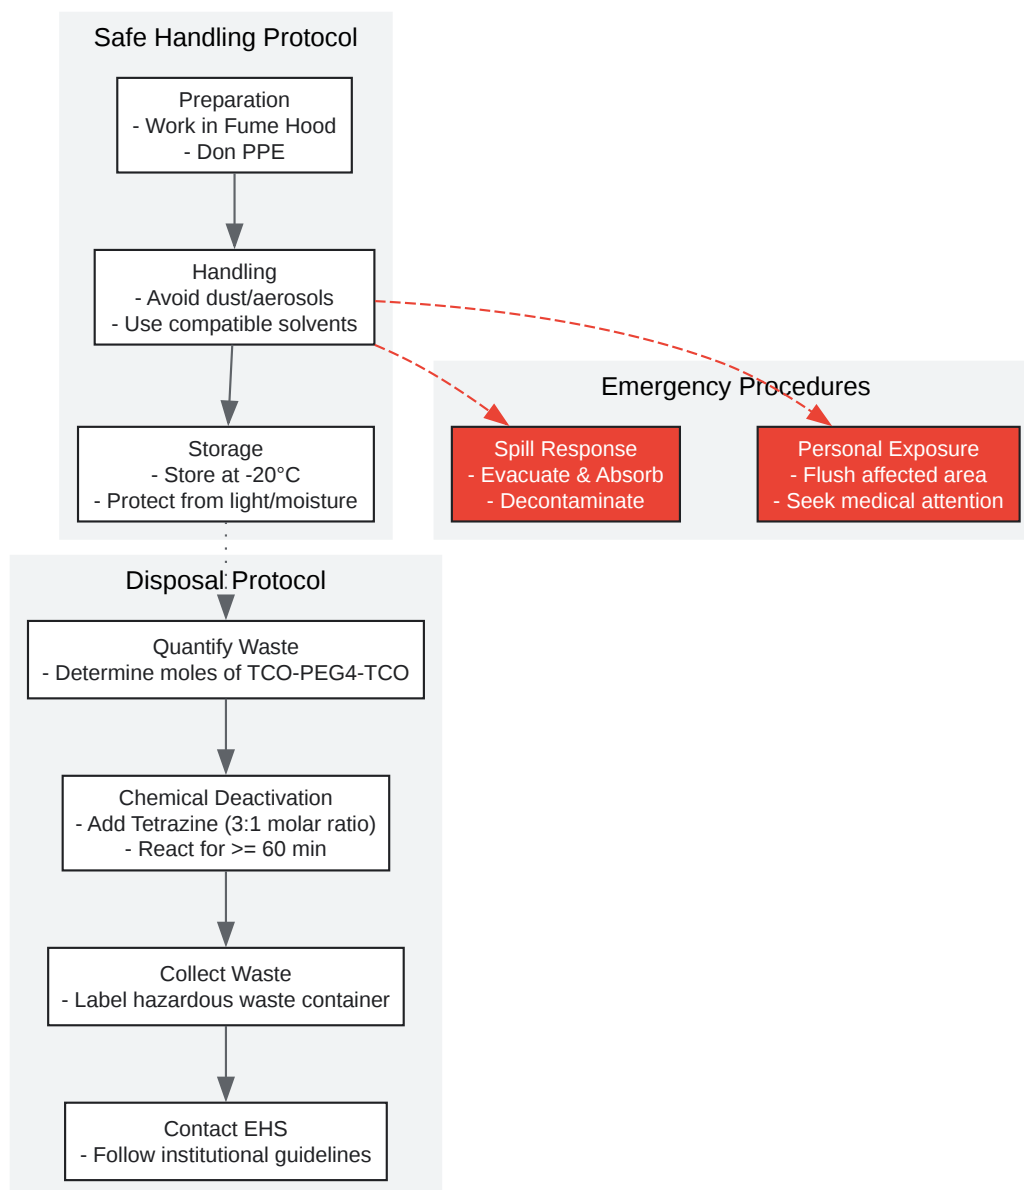 Safe Handling Protocol
Preparation
- Work in Fume Hood
- Don PPE
Handling
- Avoid dust/aerosols
- Use compatible solvents
Storage
- Store at -20°C
- Protect from light/moisture
Emergency Procedures
Spill Response
- Evacuate & Absorb
- Decontaminate
Personal Exposure
- Flush affected area
- Seek medical attention
Disposal Protocol
Quantify Waste
- Determine moles of TCO-PEG4-TCO
Chemical Deactivation
- Add Tetrazine (3:1 molar ratio)
- React for >= 60 min
Collect Waste
- Label hazardous waste container
Contact EHS
- Follow institutional guidelines